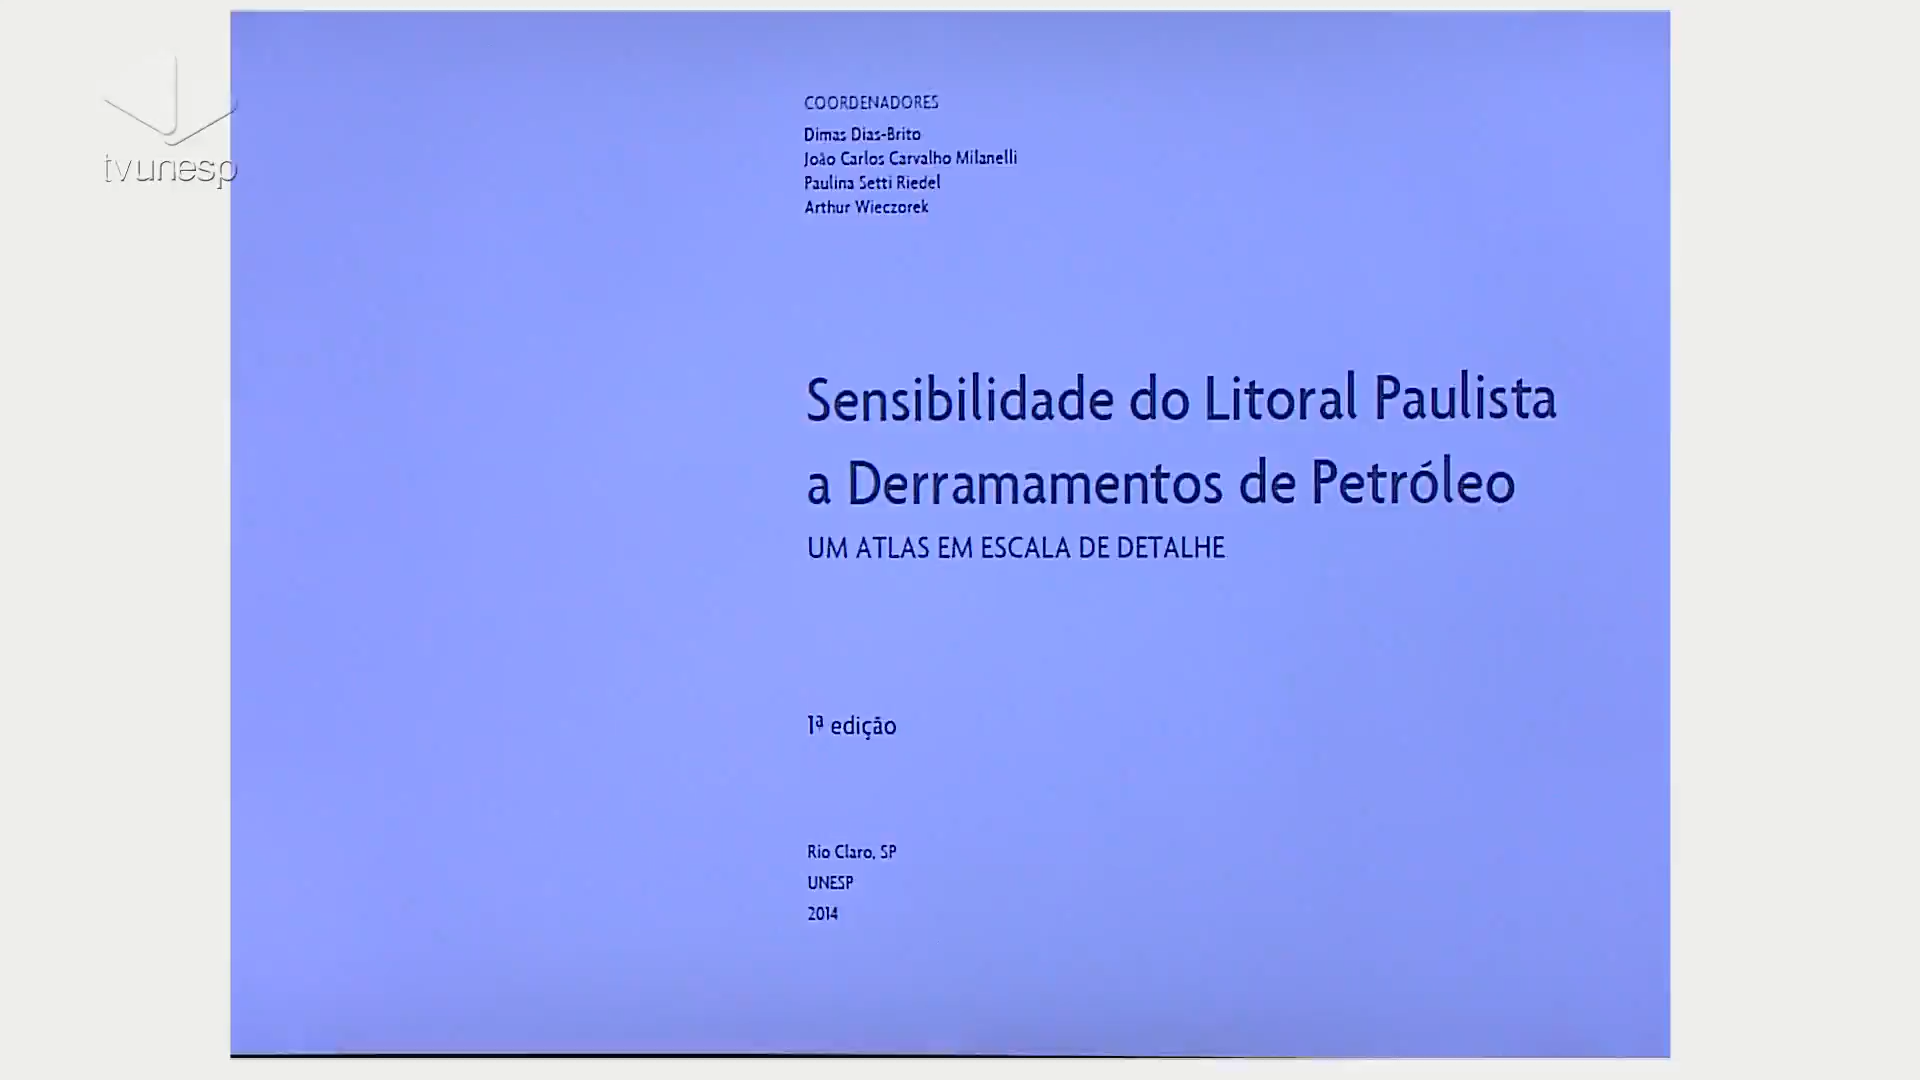 tvunesp
COORDENADORES
Dimas Dias-Brito
João Carlos Carvalho Milanelli
Paulina Setti Riedel
Arthur Wieczorek
Sensibilidade do Litoral Paulista
a Derramamentos de Petróleo
UM ATLAS EM ESCALA DE DETALHE
1ª edição
Rio Claro, SP
UNESP
2014